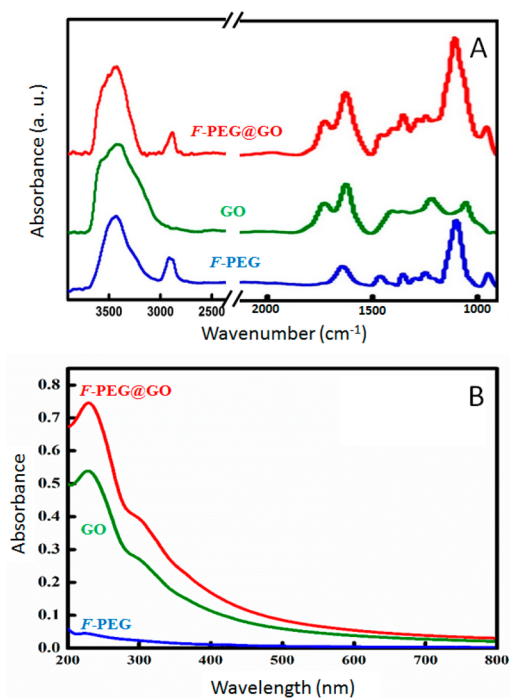 A
F-PEG@GO
GO
F-PEG
Absorbance (a. u.)
3500 3000 2500 2000 1500 1000
Wavenumber (cm-1)
B
0.8
0.7
0.6
0.5
0.4
0.3
0.2
0.1
0.0
F-PEG@GO
GO
F-PEG
Absorbance
200 300 400 500 600 700 800
Wavelength (nm)